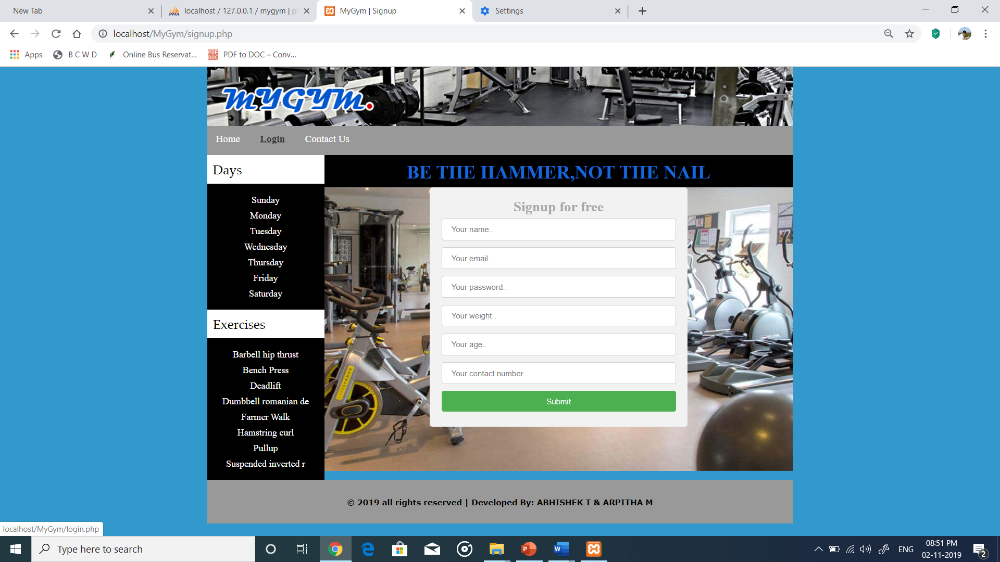 New Tab
localhost / 127.0.0.1 / mygym | p
MyGym | Signup
Settings
localhost/MyGym/signup.php
Apps
B C W D
Online Bus Reservat...
PDF to DOC – Conv...
MYGYM.
Home
Login
Contact Us
Days
BE THE HAMMER,NOT THE NAIL
Sunday
Monday
Tuesday
Wednesday
Thursday
Friday
Saturday
Exercises
Barbell hip thrust
Bench Press
Deadlift
Dumbbell romanian de
Farmer Walk
Hamstring curl
Pullup
Suspended inverted r
Signup for free
Your name..
Your email..
Your password..
Your weight..
Your age..
Your contact number..
Submit
© 2019 all rights reserved | Developed By: ABHISHEK T & ARPITHA M
localhost/MyGym/login.php
Type here to search
ENG
08:51 PM
02-11-2019
2